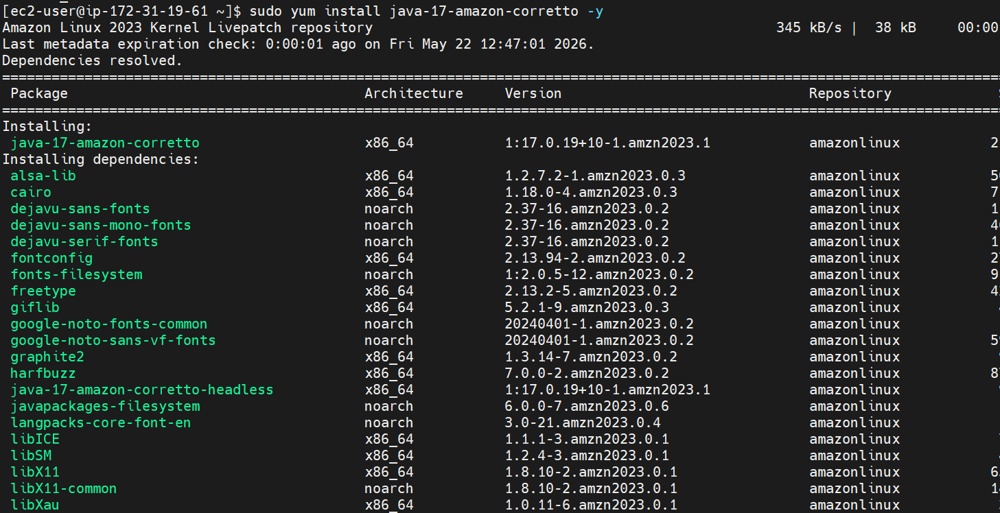 [ec2-user@ip-172-31-19-61 ~]$ sudo yum install java-17-amazon-corretto -y
Amazon Linux 2023 Kernel Livepatch repository 345 kB/s | 38 kB 00:00
Last metadata expiration check: 0:00:01 ago on Fri May 22 12:47:01 2026.
Dependencies resolved.
Package Architecture Version Repository
Installing:
java-17-amazon-corretto x86_64 1:17.0.19+10-1.amzn2023.1 amazonlinux 2
Installing dependencies:
alsa-lib x86_64 1.2.7.2-1.amzn2023.0.3 amazonlinux 5
cairo x86_64 1.18.0-4.amzn2023.0.3 amazonlinux 7
dejavu-sans-fonts noarch 2.37-16.amzn2023.0.2 amazonlinux 1
dejavu-sans-mono-fonts noarch 2.37-16.amzn2023.0.2 amazonlinux 4
dejavu-serif-fonts noarch 2.37-16.amzn2023.0.2 amazonlinux 1
fontconfig x86_64 2.13.94-2.amzn2023.0.2 amazonlinux 2
fonts-filesystem noarch 1:2.0.5-12.amzn2023.0.2 amazonlinux 9
freetype x86_64 2.13.2-5.amzn2023.0.2 amazonlinux 4
giflib x86_64 5.2.1-9.amzn2023.0.3 amazonlinux
google-noto-fonts-common noarch 20240401-1.amzn2023.0.2 amazonlinux
google-noto-sans-vf-fonts noarch 20240401-1.amzn2023.0.2 amazonlinux 5
graphite2 x86_64 1.3.14-7.amzn2023.0.2 amazonlinux
harfbuzz x86_64 7.0.0-2.amzn2023.0.2 amazonlinux 8
java-17-amazon-corretto-headless x86_64 1:17.0.19+10-1.amzn2023.1 amazonlinux
javapackages-filesystem noarch 6.0.0-7.amzn2023.0.6 amazonlinux
langpacks-core-font-en noarch 3.0-21.amzn2023.0.4 amazonlinux
libICE x86_64 1.1.1-3.amzn2023.0.1 amazonlinux
libSM x86_64 1.2.4-3.amzn2023.0.1 amazonlinux
libX11 x86_64 1.8.10-2.amzn2023.0.1 amazonlinux 6
libX11-common noarch 1.8.10-2.amzn2023.0.1 amazonlinux 1
libXau x86_64 1.0.11-6.amzn2023.0.1 amazonlinux